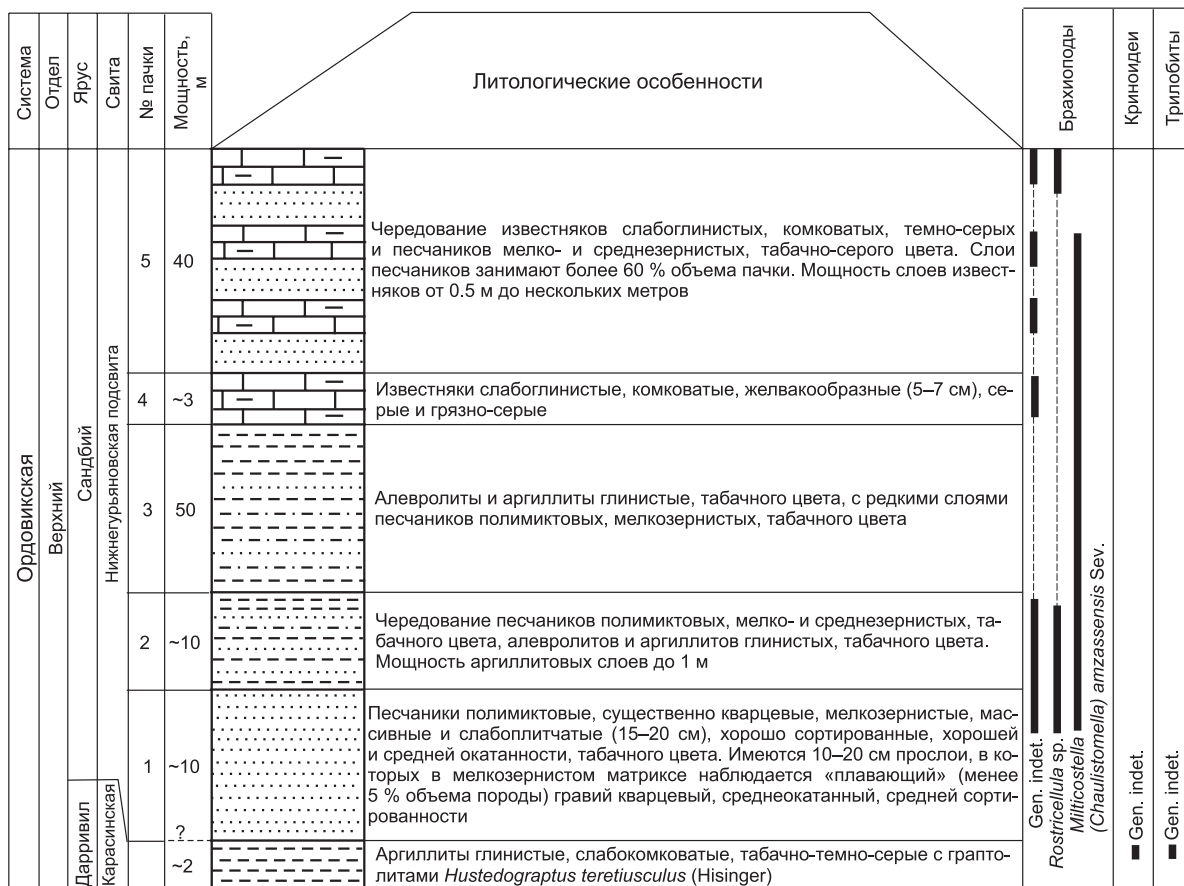 Система
Отдел
Ярус
Свита
№ пачки
Мощность,
м
Литологические особенности
Брахиоподы
Криноидеи
Трилобиты
Ордовикская
Верхний
Сандбий
Нижнегурьяновская подсвита
5
40
Чередование известняков слабоглинистых, комковатых, темно-серых
и песчаников мелко- и среднезернистых, табачно-серого цвета. Слои
песчаников занимают более 60 % объема пачки. Мощность слоев извест-
няков от 0.5 м до нескольких метров
4
~3
Известняки слабоглинистые, комковатые, желвакообразные (5–7 см), се-
рые и грязно-серые
3
50
Алевролиты и аргиллиты глинистые, табачного цвета, с редкими слоями
песчаников полимиктовых, мелкозернистых, табачного цвета
2
~10
Чередование песчаников полимиктовых, мелко- и среднезернистых, та-
бачного цвета, алевролитов и аргиллитов глинистых, табачного цвета.
Мощность аргиллитовых слоев до 1 м
1
~10
?
Песчаники полимиктовые, существенно кварцевые, мелкозернистые, мас-
сивные и слабоплитчатые (15–20 см), хорошо сортированные, хорошей
и средней окатанности, табачного цвета. Имеются 10–20 см прослои, в ко-
торых в мелкозернистом матриксе наблюдается «плавающий» (менее
5 % объема породы) гравий кварцевый, среднеокатанный, средней сорти-
рованности
Дарривил
Карасинская
~2
Аргиллиты глинистые, слабокомковатые, табачно-темно-серые с грапто-
литами Hustedograptus teretiusculus (Hisinger)
Gen. indet.
Rostricellula sp.
Milticostella
(Chaulistomella) amzassensis Sev.
Gen. indet.
Gen. indet.